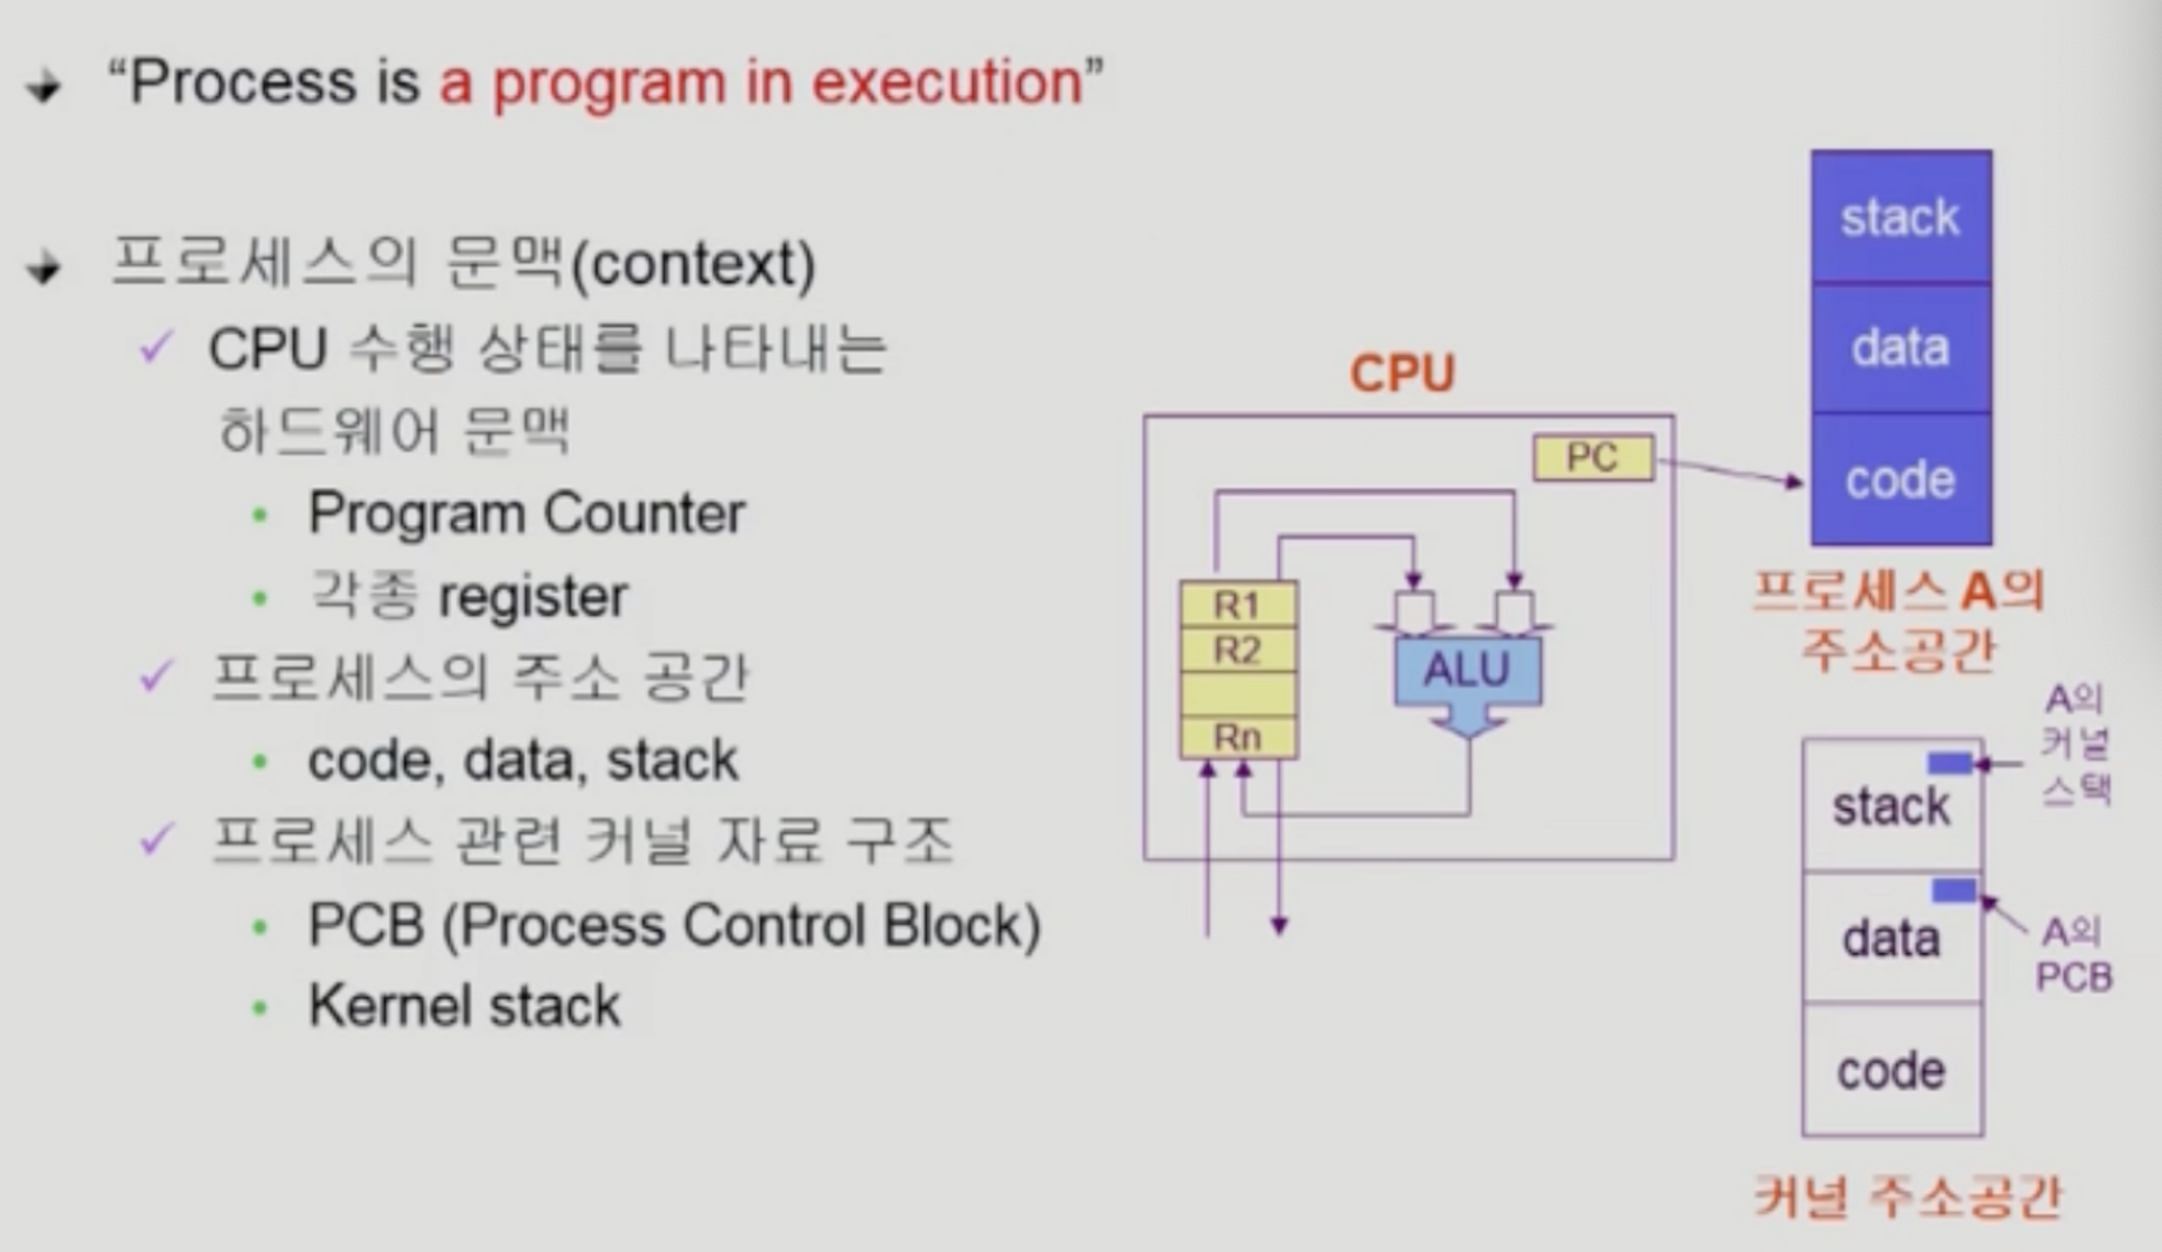 “Process is a program in execution”
프로세스의 문맥(context)
CPU 수행 상태를 나타내는
하드웨어 문맥
Program Counter
각종 register
프로세스의 주소 공간
code, data, stack
프로세스 관련 커널 자료 구조
PCB (Process Control Block)
Kernel stack
CPU
PC
R1
R2
Rn
ALU
stack
data
code
프로세스 A의
주소공간
A의
커널
스택
stack
data
code
A의
PCB
커널 주소공간